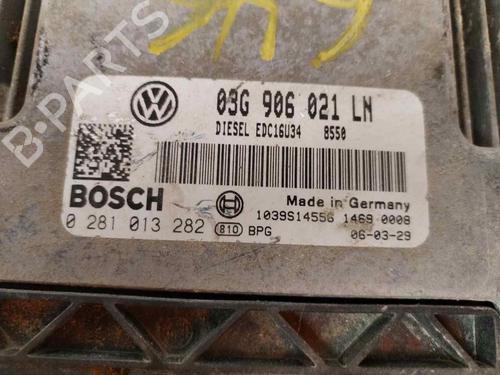 03G 906 021 LN
DIESEL EDC16U34 8550
BOSCH
Made in Germany
1039S14556 1469 0008
0 281 013 282 810 BPG 06-03-29
B-Parts